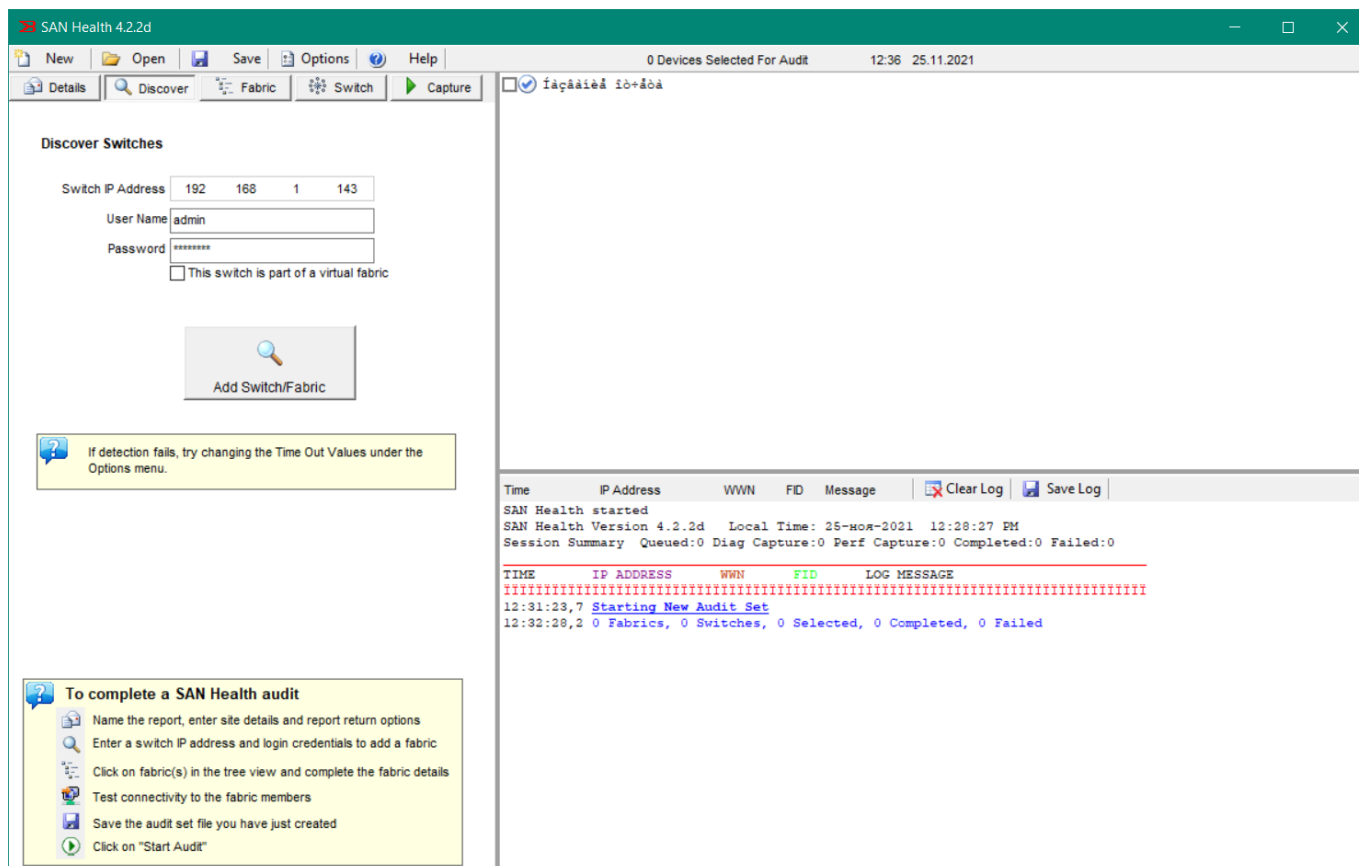 SAN Health 4.2.2d
New Open Save Options Help 0 Devices Selected For Audit 12:36 25.11.2021
Details Discover Fabric Switch Capture
Íàçâàíèå îò÷åòà
Discover Switches
Switch IP Address 192 168 1 143
User Name admin
Password ********
This switch is part of a virtual fabric
Add Switch/Fabric
If detection fails, try changing the Time Out Values under the
Options menu.
To complete a SAN Health audit
Name the report, enter site details and report return options
Enter a switch IP address and login credentials to add a fabric
Click on fabric(s) in the tree view and complete the fabric details
Test connectivity to the fabric members
Save the audit set file you have just created
Click on "Start Audit"
Time IP Address WWN FID Message Clear Log Save Log
SAN Health started
SAN Health Version 4.2.2d Local Time: 25-ноя-2021 12:28:27 PM
Session Summary Queued:0 Diag Capture:0 Perf Capture:0 Completed:0 Failed:0
TIME IP ADDRESS WWN FID LOG MESSAGE
12:31:23,7 Starting New Audit Set
12:32:28,2 0 Fabrics, 0 Switches, 0 Selected, 0 Completed, 0 Failed